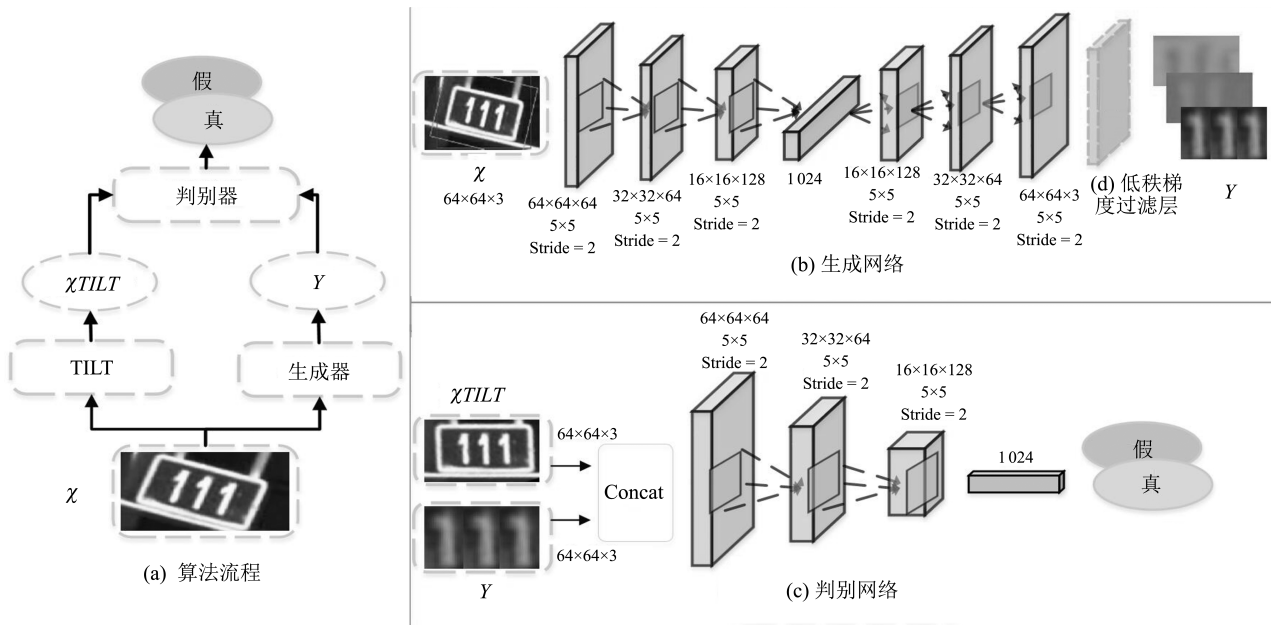 假
真
判别器
χTILT
Y
TILT
生成器
111
χ
(a) 算法流程
111
χ
64×64×3
64×64×64
5×5
Stride = 2
32×32×64
5×5
Stride = 2
16×16×128
5×5
Stride = 2
1 024
16×16×128
5×5
Stride = 2
32×32×64
5×5
Stride = 2
64×64×3
5×5
Stride = 2
(d) 低秩梯
度过滤层
111
Y
(b) 生成网络
χTILT
111
64×64×3
111
64×64×3
Y
Concat
64×64×64
5×5
Stride = 2
32×32×64
5×5
Stride = 2
16×16×128
5×5
Stride = 2
1 024
假
真
(c) 判别网络